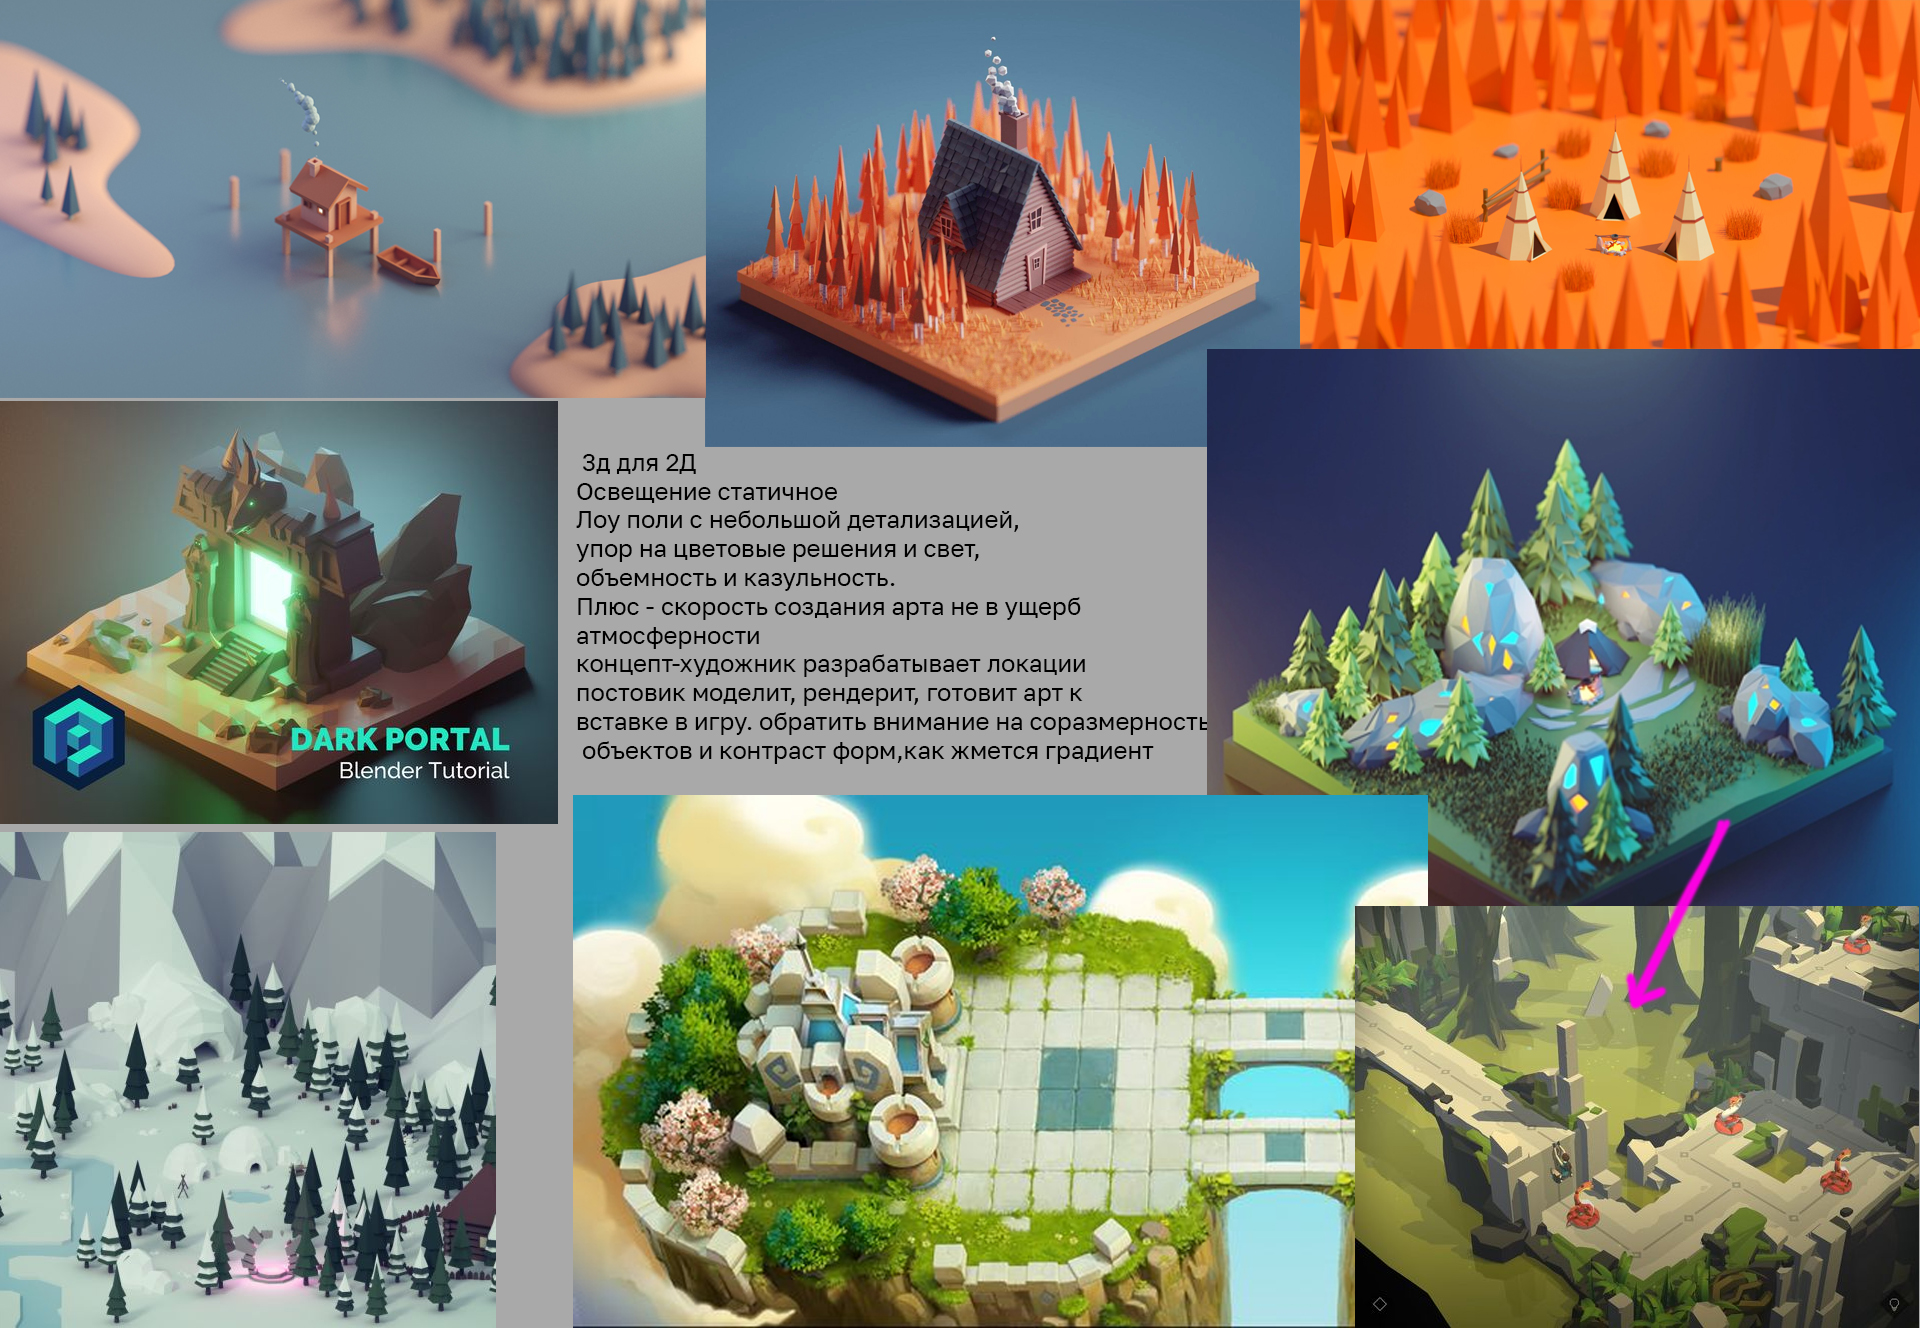 3д для 2Д
Освещение статичное
Лоу поли с небольшой детализацией,
упор на цветовые решения и свет,
объемность и казульность.
Плюс - скорость создания арта не в ущерб
атмосферности
концепт-художник разрабатывает локации
постовик моделит, рендерит, готовит арт к
вставке в игру. обратить внимание на соразмерность
объектов и контраст форм,как жмется градиент
DARK PORTAL
Blender Tutorial